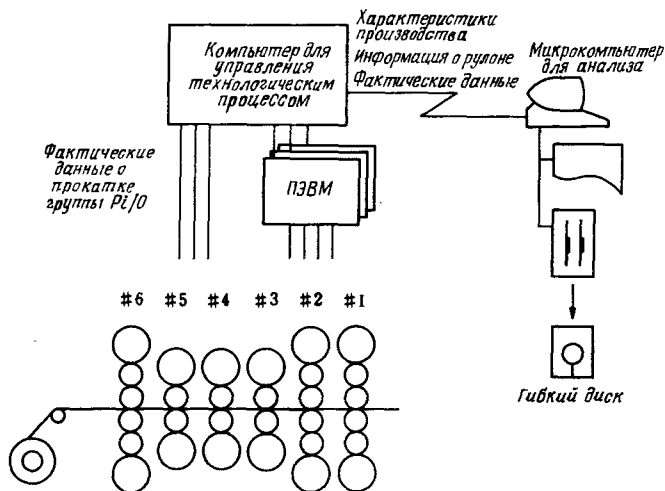 Компьютер для
управления
технологическим
процессом
Характеристики
производства
Информация о рулоне
Фактические данные
Микрокомпьютер
для анализа
Фактические
данные о
прокатке
группы Pi/O
ПЭВМ
#6 #5 #4 #3 #2 #1
Гибкий диск